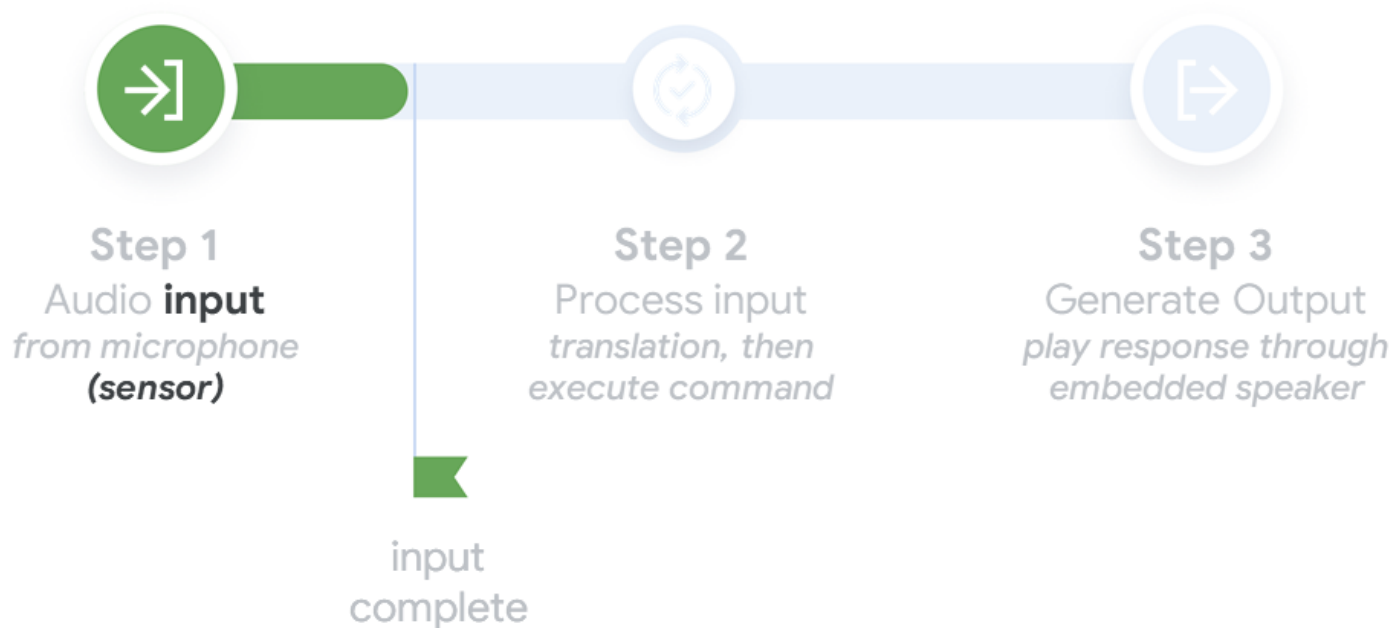 Step 1
Audio input
from microphone
(sensor)
Step 2
Process input
translation, then
execute command
Step 3
Generate Output
play response through
embedded speaker
input
complete